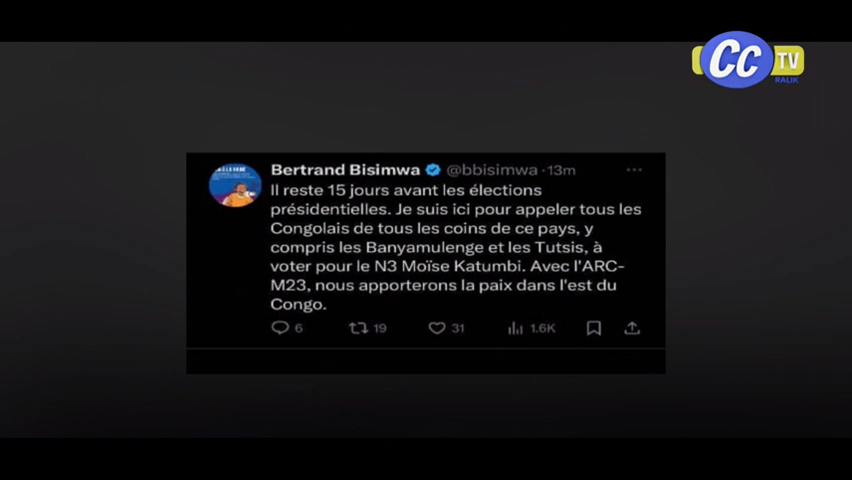 CC TV
RALIK
Bertrand Bisimwa @bbisimwa · 13m
Il reste 15 jours avant les élections
présidentielles. Je suis ici pour appeler tous les
Congolais de tous les coins de ce pays, y
compris les Banyamulenge et les Tutsis, à
voter pour le N3 Moïse Katumbi. Avec l'ARC-
M23, nous apporterons la paix dans l'est du
Congo.
6 19 31 1.6K